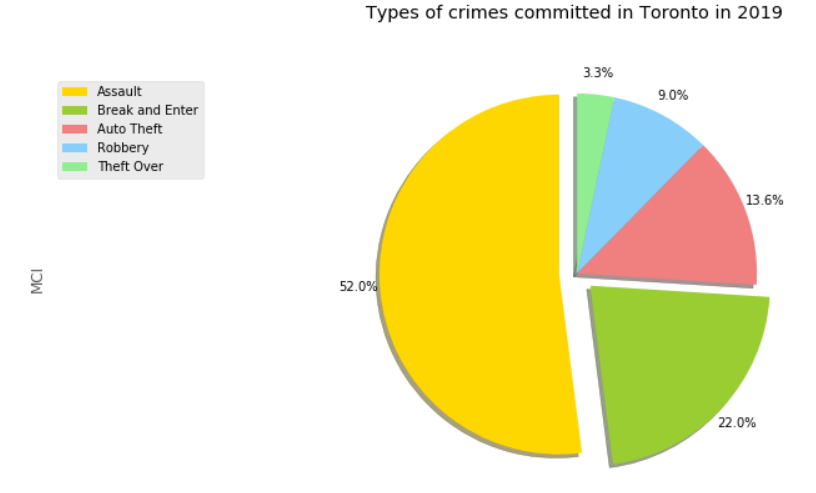 Types of crimes committed in Toronto in 2019
Assault
Break and Enter
Auto Theft
Robbery
Theft Over
3.3%
9.0%
13.6%
52.0%
22.0%
MCI